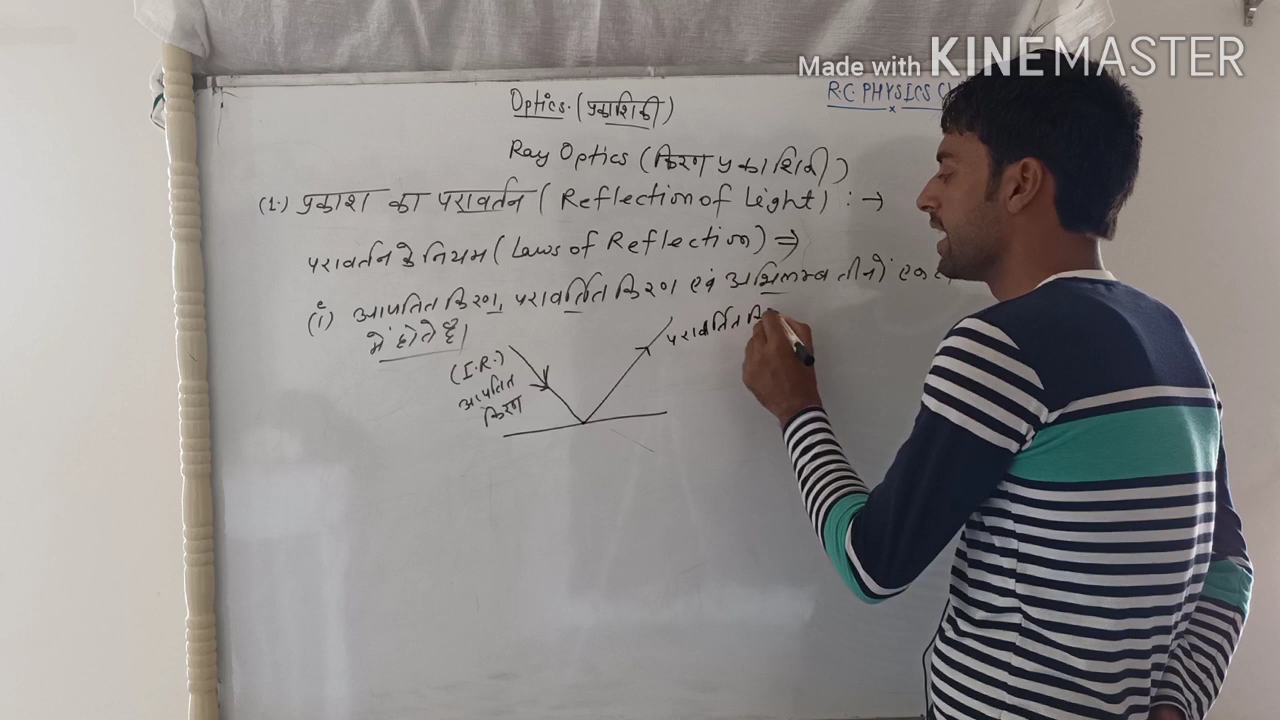 Made with KINEMASTER
R.C PHYSICS
Optics. (प्रकाशिकी)
Ray Optics (किरण प्रकाशिकी)
(1.) प्रकाश का परावर्तन (Reflection of Light) : →
परावर्तन के नियम (Laws of Reflection) ⇒
(i) आपतित किरण, परावर्तित किरण एवं अभिलम्ब तीनों एक
में होते हैं।
(I.R.)
आपतित
किरण
परावर्तित